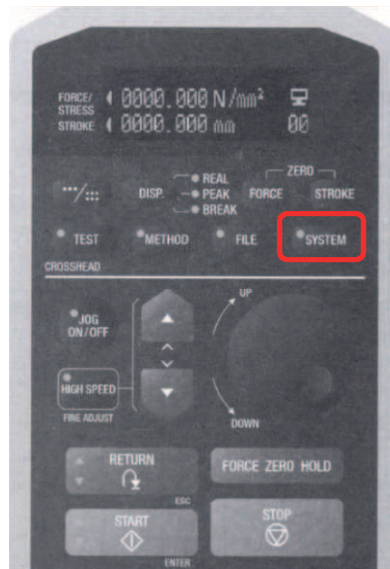 FORCE/
STRESS 0000.000 N/mm²
STROKE 0000.000 mm 00
···/::: DISP. REAL
PEAK
BREAK
ZERO
FORCE STROKE
TEST METHOD FILE SYSTEM
CROSSHEAD
UP
JOG
ON/OFF
HIGH SPEED
FINE ADJUST
DOWN
RETURN
ESC
FORCE ZERO HOLD
START
ENTER
STOP